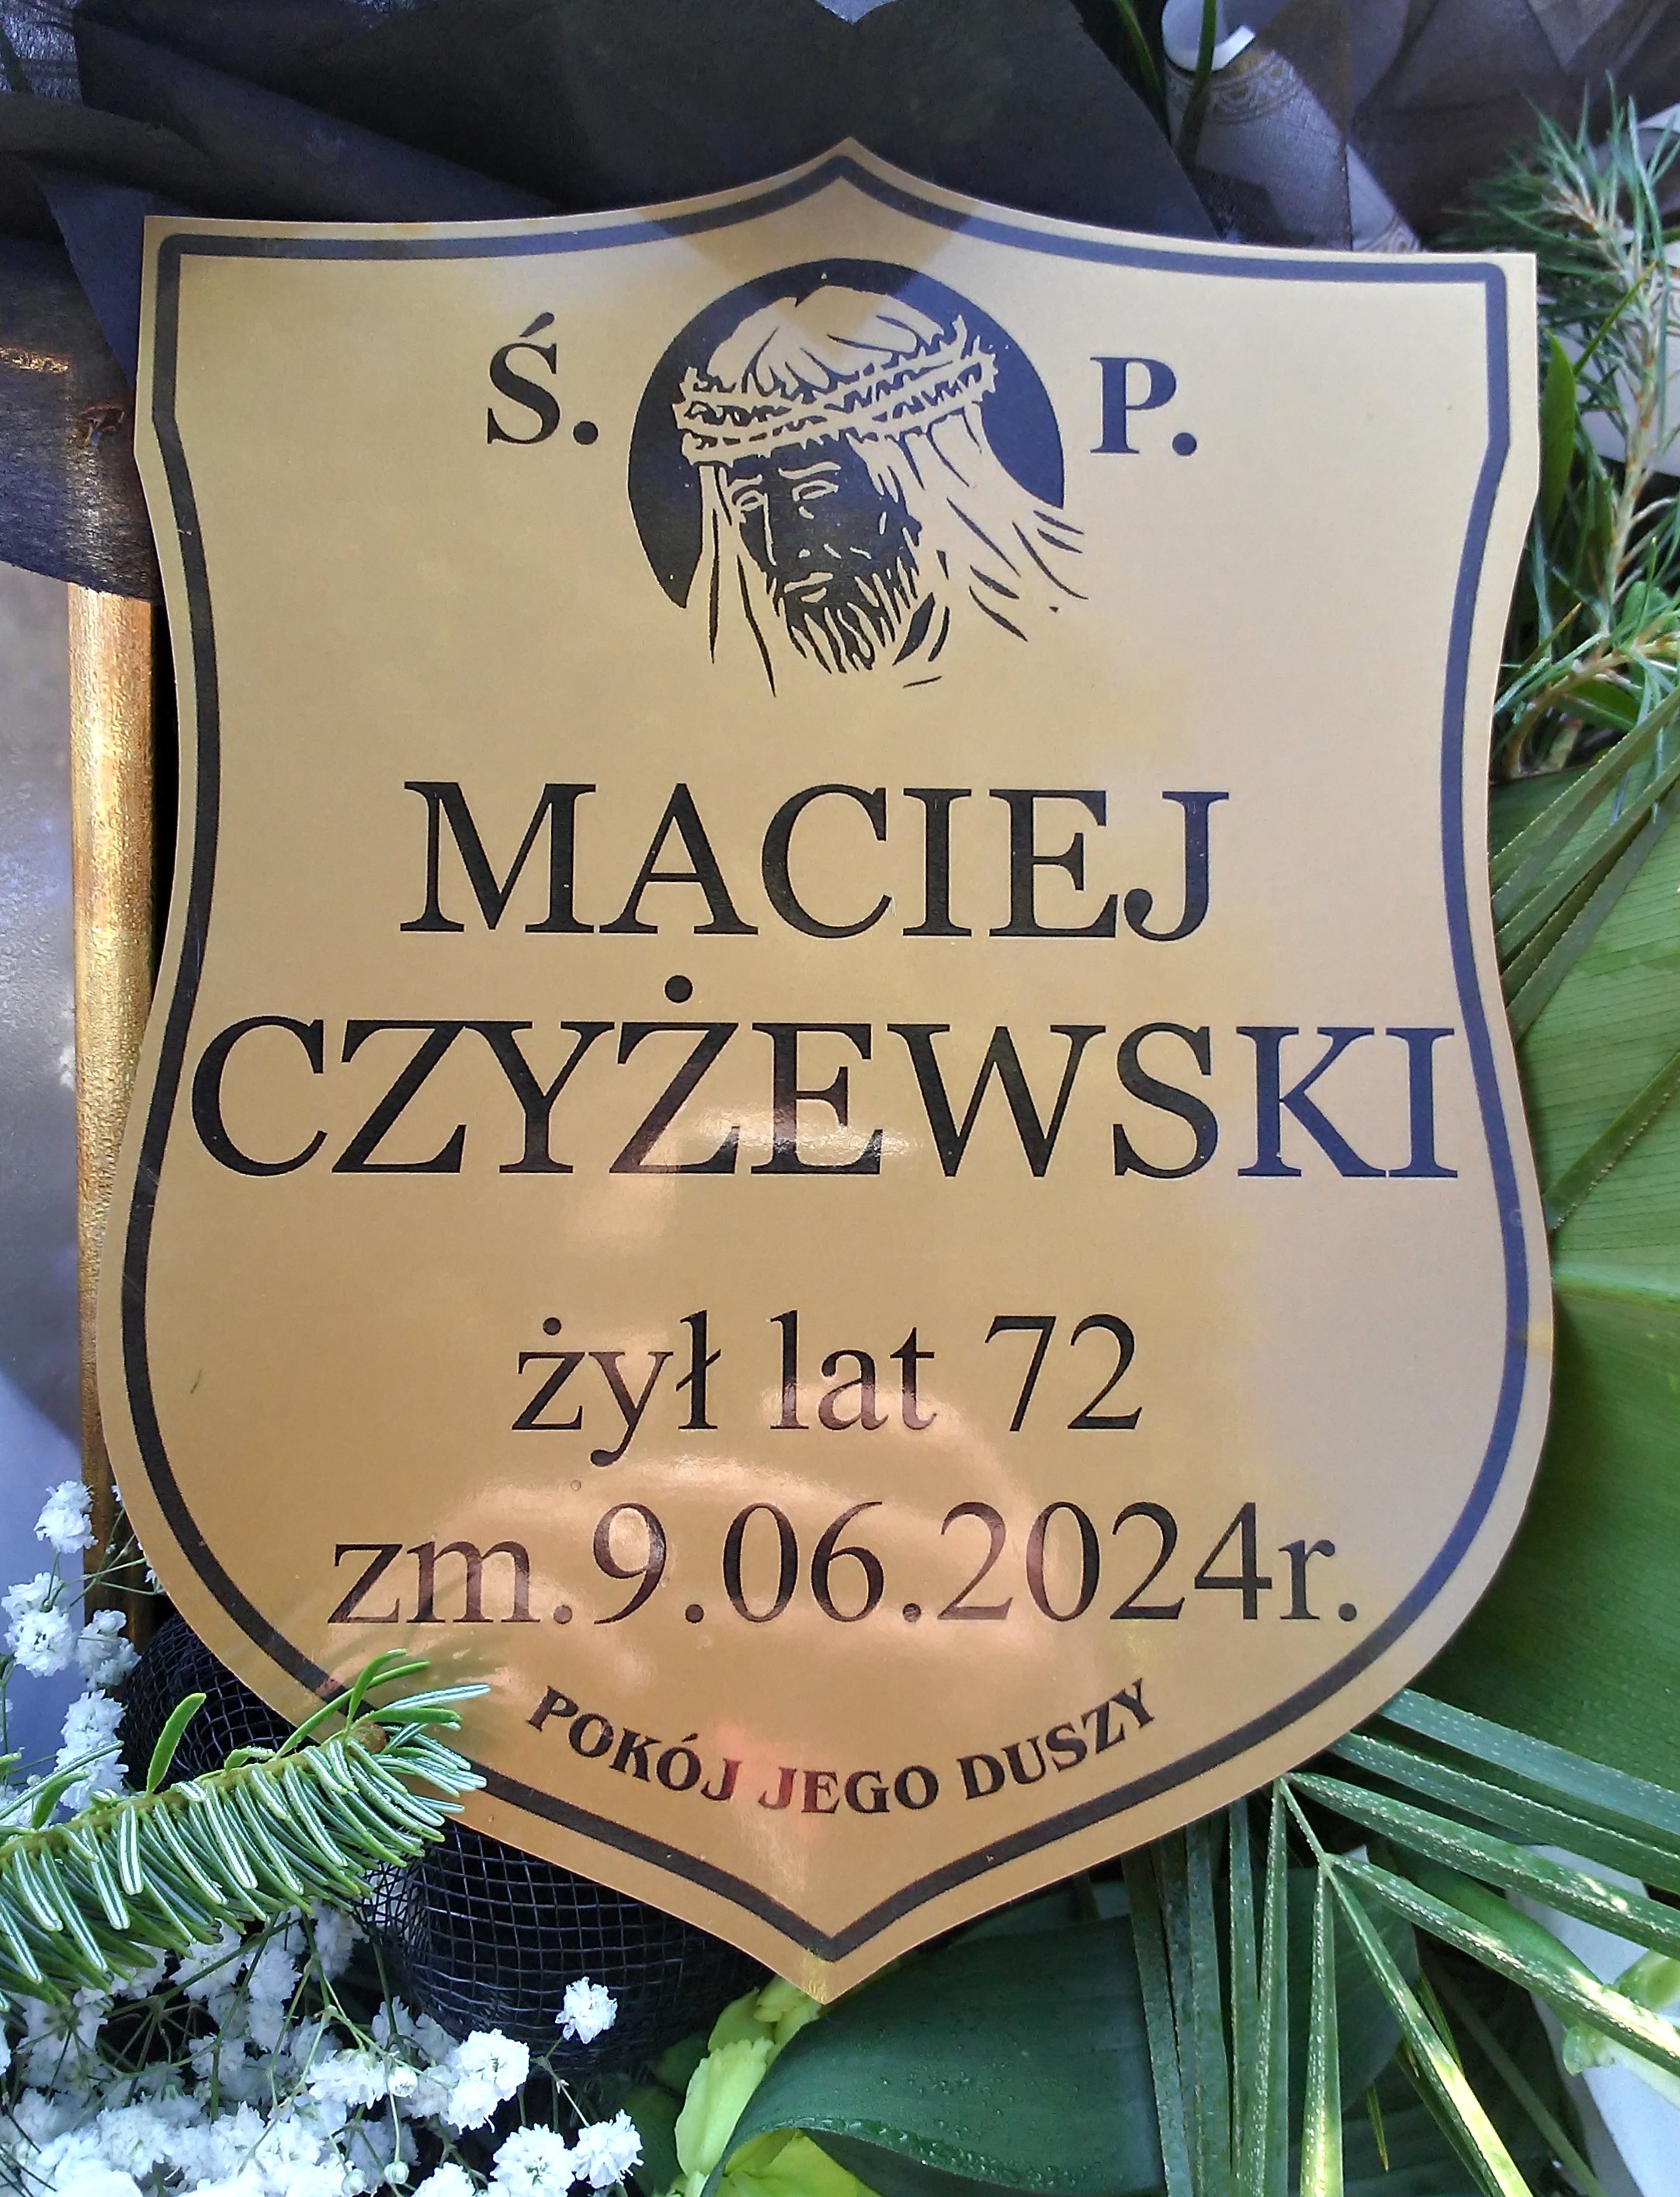 Ś. P.
MACIEJ
CZYŻEWSKI
żył lat 72
zm.9.06.2024r.
POKÓJ JEGO DUSZY